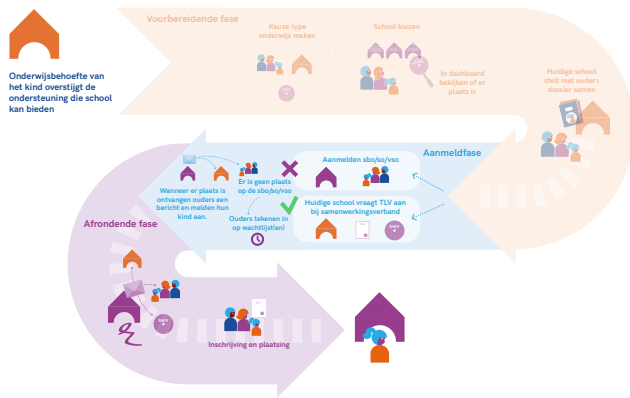 Voorbereidende fase
Onderwijsbehoefte van
het kind overstijgt de
ondersteuning die school
kan bieden
Keuze type
onderwijs maken
School kiezen
In dashboard
bekijken of er
plaats is
Huidige school
stelt met ouders
dossier samen
Aanmeldfase
Aanmelden sbo/so/vso
Huidige school vraagt TLV aan
bij samenwerkingsverband
Er is geen plaats
op de sbo/so/vso
Ouders tekenen in
op wachtlijst(en)
Wanneer er plaats is
ontvangen ouders een
bericht en melden hun
kind aan.
Afrondende fase
SWV
Inschrijving en plaatsing